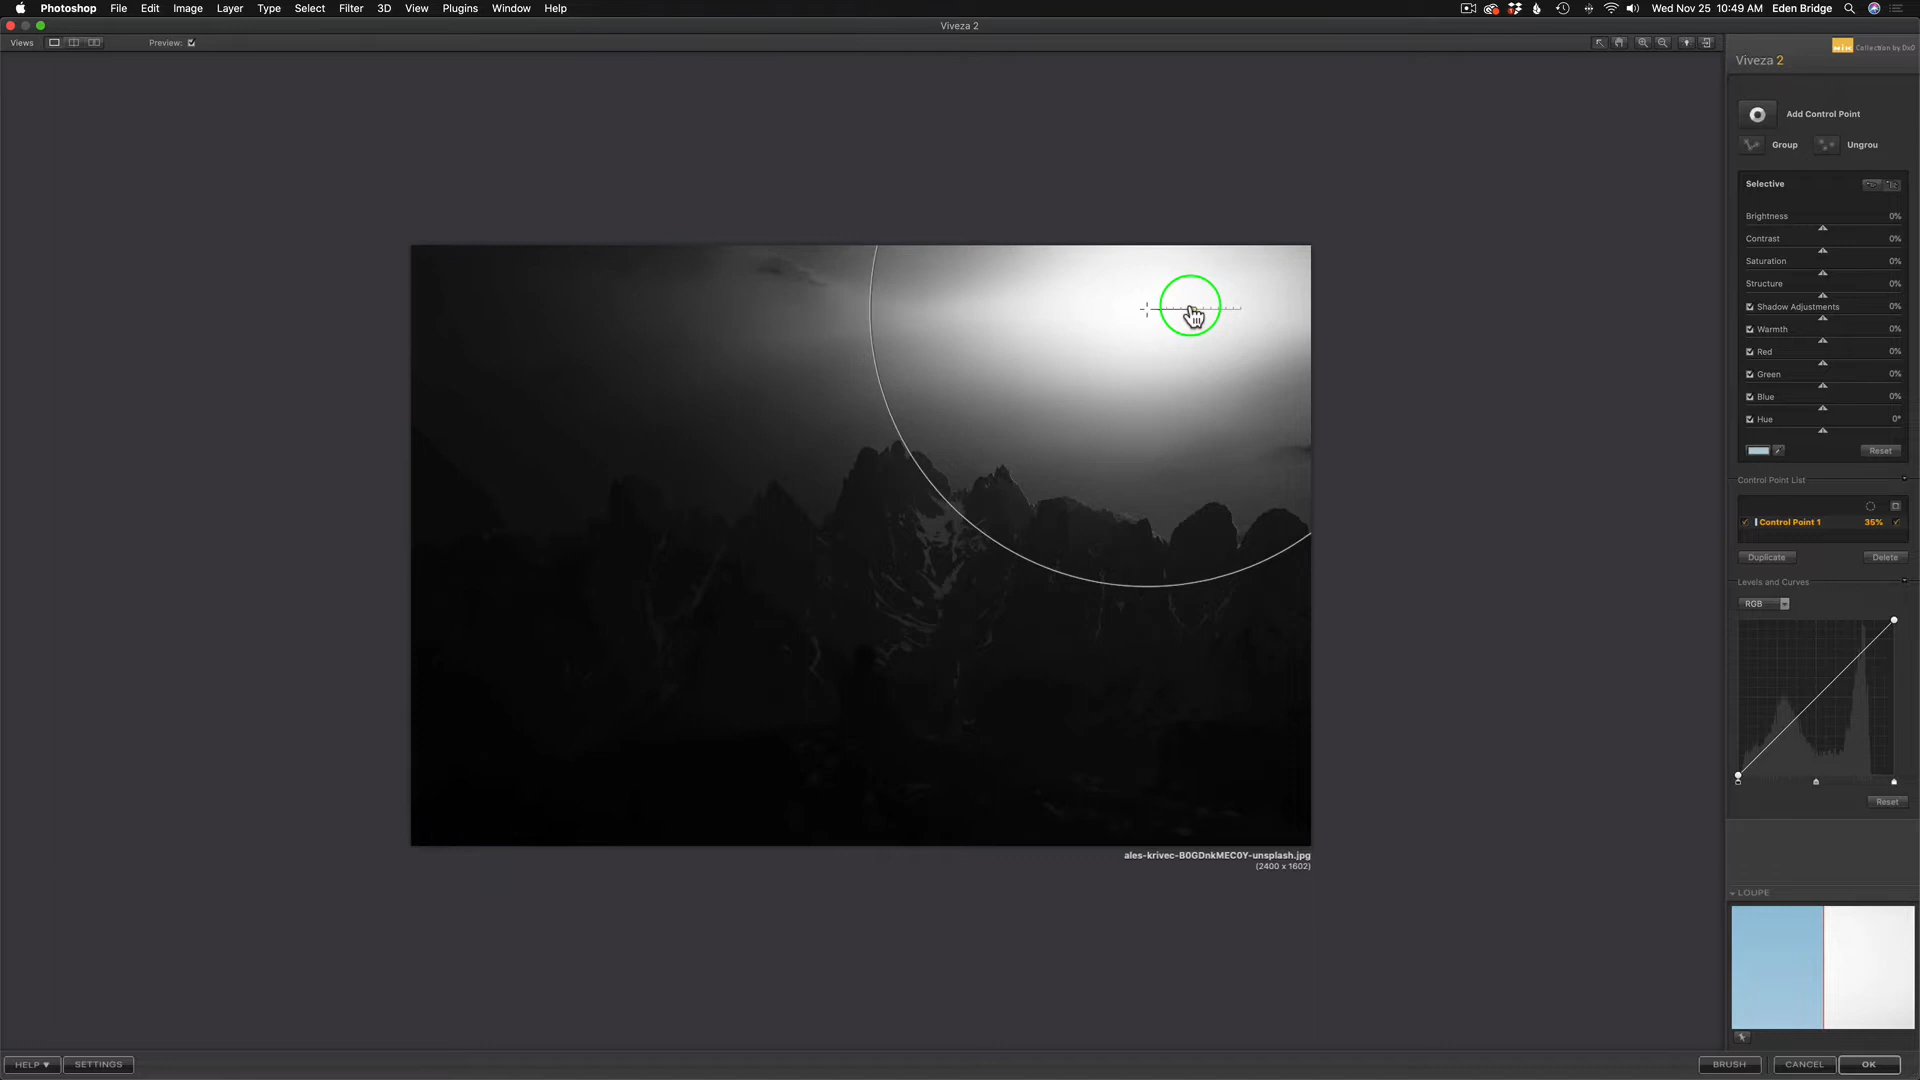 Photoshop File Edit Image Layer Type Select Filter 3D View Plugins Window Help Wed Nov 25 10:49 AM Eden Bridge
Viveza 2
Views Preview:
nik Collection by DxO
Viveza 2
Add Control Point
Group Ungrou
Selective
Brightness 0%
Contrast 0%
Saturation 0%
Structure 0%
Shadow Adjustments 0%
Warmth 0%
Red 0%
Green 0%
Blue 0%
Hue 0°
Reset
Control Point List
Control Point 1 35%
Duplicate Delete
Levels and Curves
RGB
Reset
ales-krivec-B0GDnkMEC0Y-unsplash.jpg
(2400 x 1602)
LOUPE
HELP ▼ SETTINGS BRUSH CANCEL OK